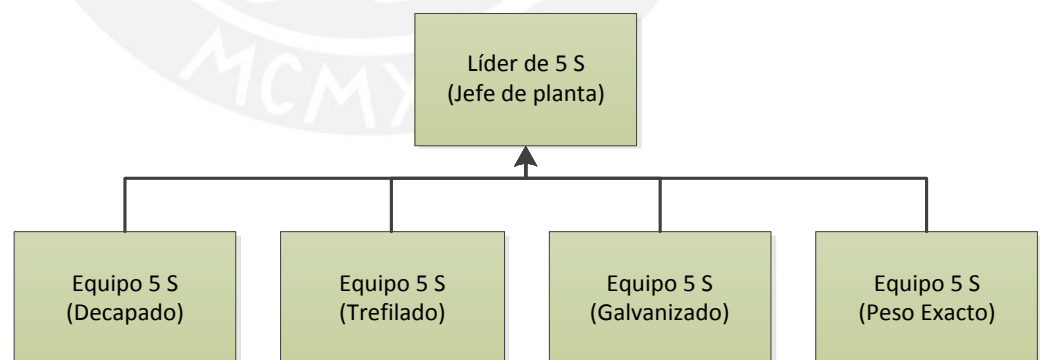 MCMX
Líder de 5 S
(Jefe de planta)
Equipo 5 S
(Decapado)
Equipo 5 S
(Trefilado)
Equipo 5 S
(Galvanizado)
Equipo 5 S
(Peso Exacto)